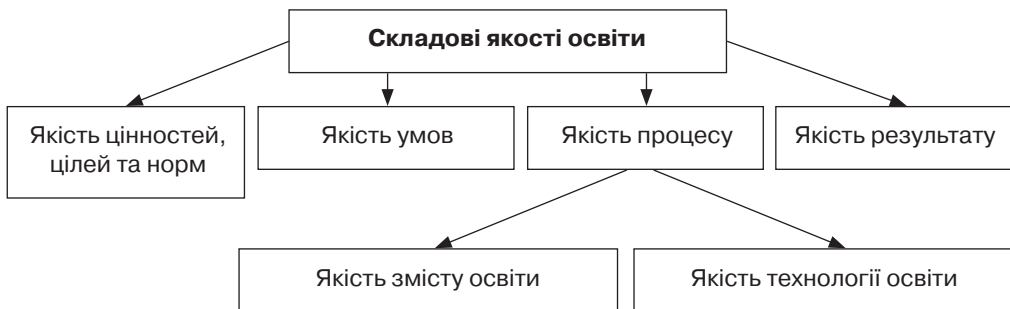 Складові якості освіти
Якість цінностей,
цілей та норм
Якість умов
Якість процесу
Якість результату
Якість змісту освіти
Якість технології освіти